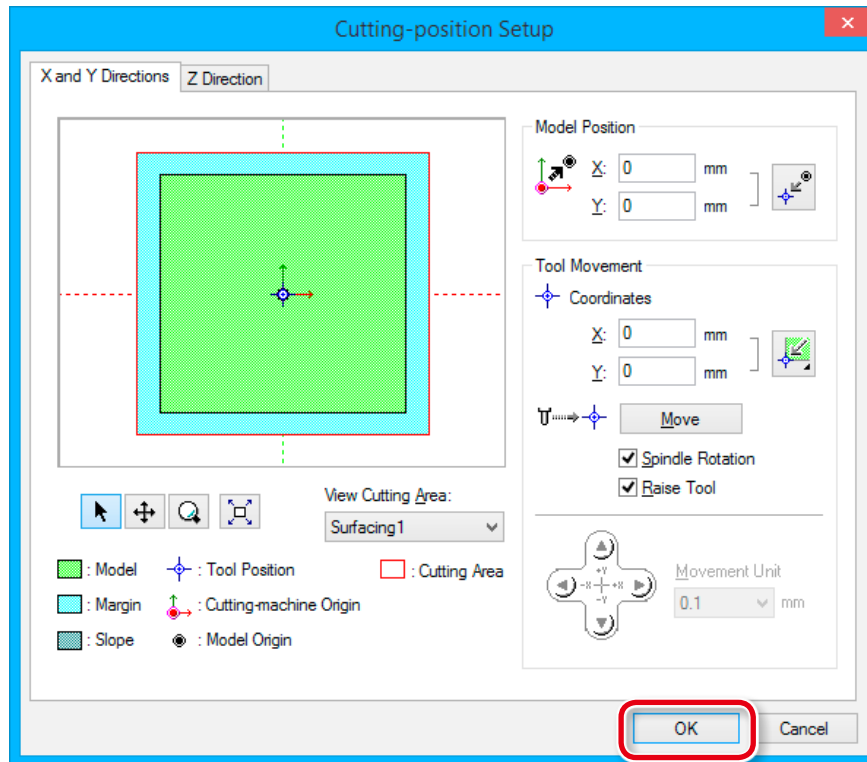 Cutting-position Setup
X and Y Directions
Z Direction
Model Position
X: 0 mm
Y: 0 mm
Tool Movement
Coordinates
X: 0 mm
Y: 0 mm
Move
Spindle Rotation
Raise Tool
View Cutting Area:
Surfacing1
: Model
: Tool Position
: Cutting Area
: Margin
: Cutting-machine Origin
: Slope
: Model Origin
+Y
-X +X
-Y
Movement Unit
0.1 mm
OK
Cancel